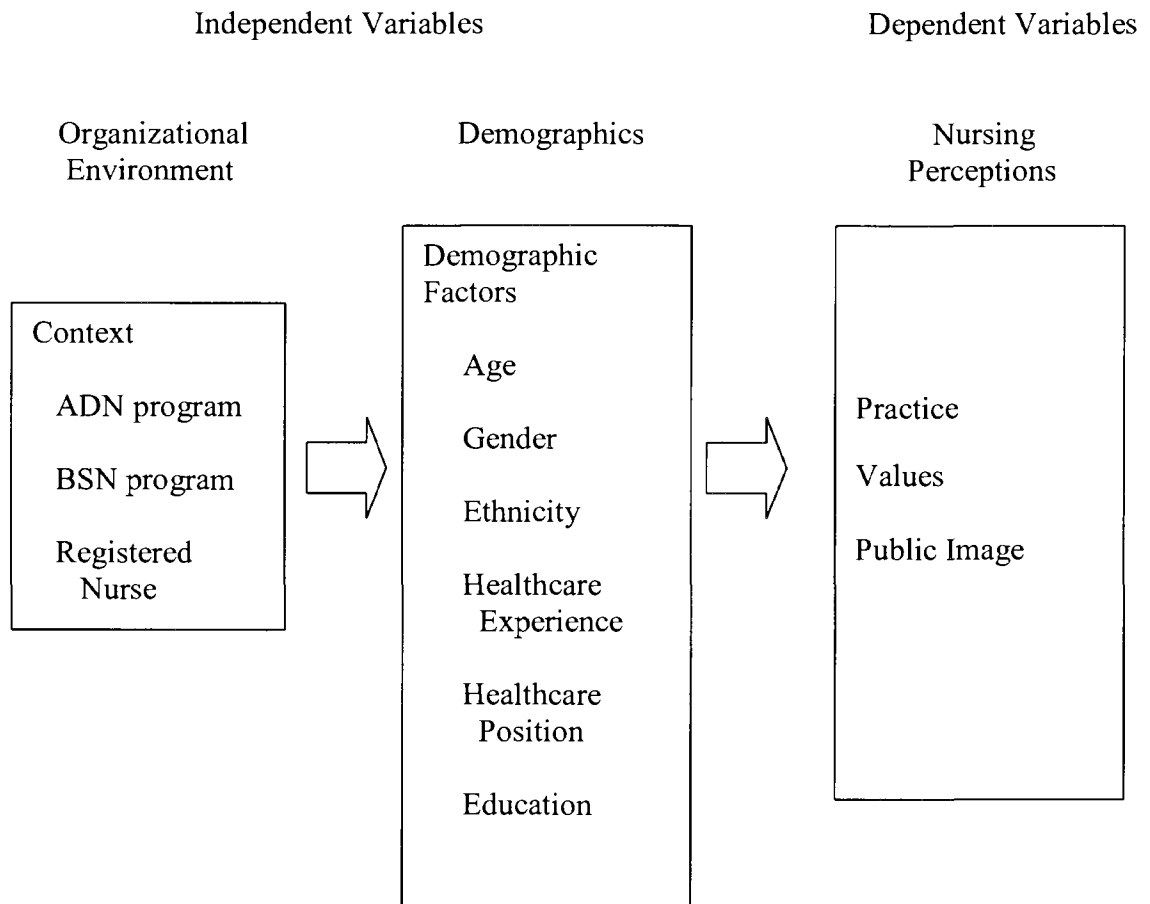 Independent Variables
Dependent Variables
Organizational
Environment
Demographics
Nursing
Perceptions
Context
ADN program
BSN program
Registered
Nurse
Demographic
Factors
Age
Gender
Ethnicity
Healthcare
Experience
Healthcare
Position
Education
Practice
Values
Public Image